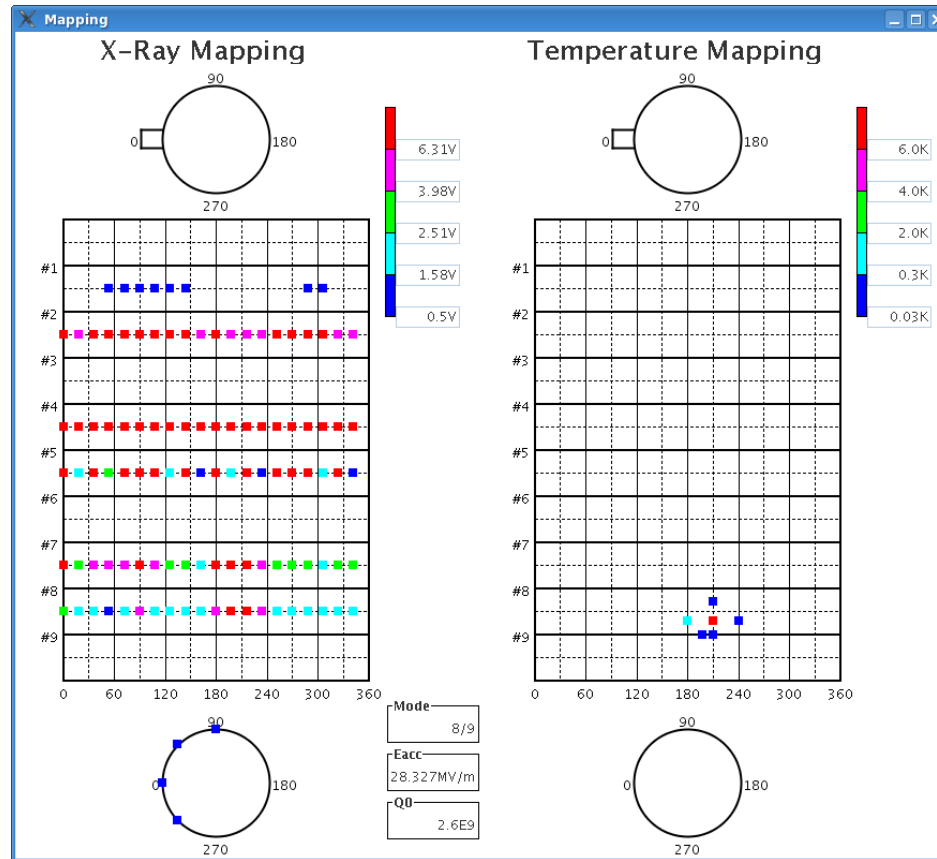 Mapping
X-Ray Mapping
Temperature Mapping
90
0
180
270
6.31V
3.98V
2.51V
1.58V
0.5V
90
0
180
270
6.0K
4.0K
2.0K
0.3K
0.03K
#1
#2
#3
#4
#5
#6
#7
#8
#9
0 60 120 180 240 300 360
#1
#2
#3
#4
#5
#6
#7
#8
#9
0 60 120 180 240 300 360
90
0
180
270
Mode
8/9
Eacc
28.327MV/m
Q0
2.6E9
90
0
180
270